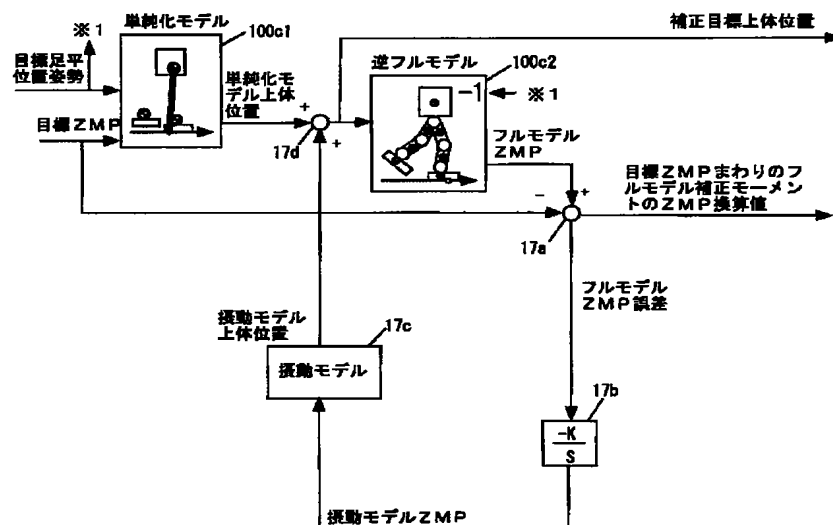 単純化モデル
100c1
※1
目標足平
位置姿勢
目標ZMP
単純化モ
デル上体
位置
+
+
17d
補正目標上体位置
逆フルモデル
100c2
-1
※1
フルモデル
ZMP
-
+
17a
目標ZMPまわりのフ
ルモデル補正モーメン
トのZMP換算値
フルモデル
ZMP誤差
摂動モデル
上体位置
17c
摂動モデル
17b
-K
S
摂動モデルZMP